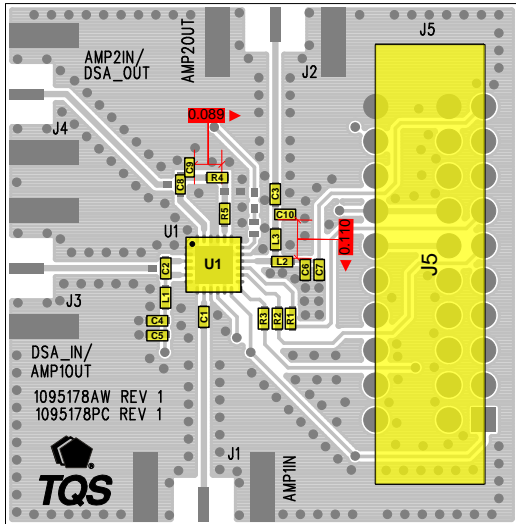 J5
AMP2IN/
DSA_OUT
AMP2OUT
J2
0.089
J4
C9
C8
R4
C3
R5
C10
U1
U1
L3
0.110
J5
C2
L2
C6
C7
J3
L1
C4
C5
C1
R3
R2
R1
DSA_IN/
AMP1OUT
1095178AW REV 1
1095178PC REV 1
J1
AMP1IN
TQS